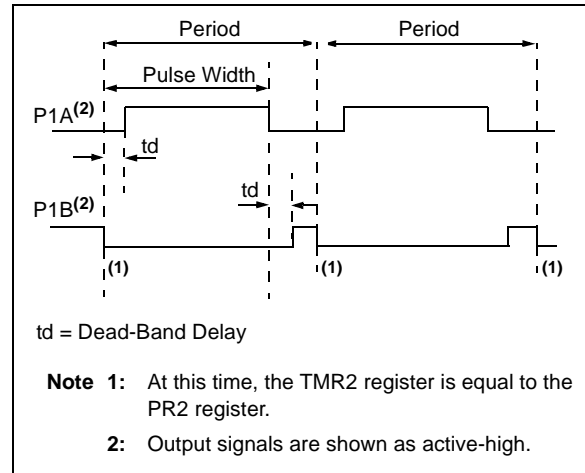 Period Period
Pulse Width
P1A(2)
td
td
P1B(2)
(1) (1) (1)
td = Dead-Band Delay
Note 1: At this time, the TMR2 register is equal to the
PR2 register.
2: Output signals are shown as active-high.